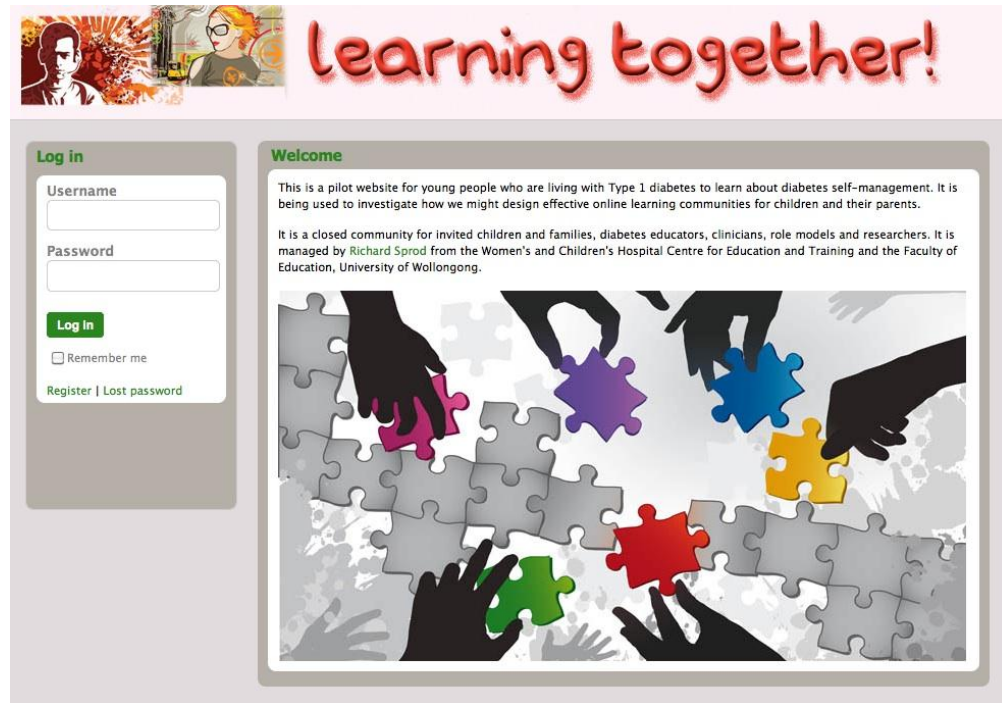 learning together!
Log in
Username
Password
Log in
Remember me
Register | Lost password
Welcome
This is a pilot website for young people who are living with Type 1 diabetes to learn about diabetes self-management. It is
being used to investigate how we might design effective online learning communities for children and their parents.
It is a closed community for invited children and families, diabetes educators, clinicians, role models and researchers. It is
managed by Richard Sprod from the Women's and Children's Hospital Centre for Education and Training and the Faculty of
Education, University of Wollongong.